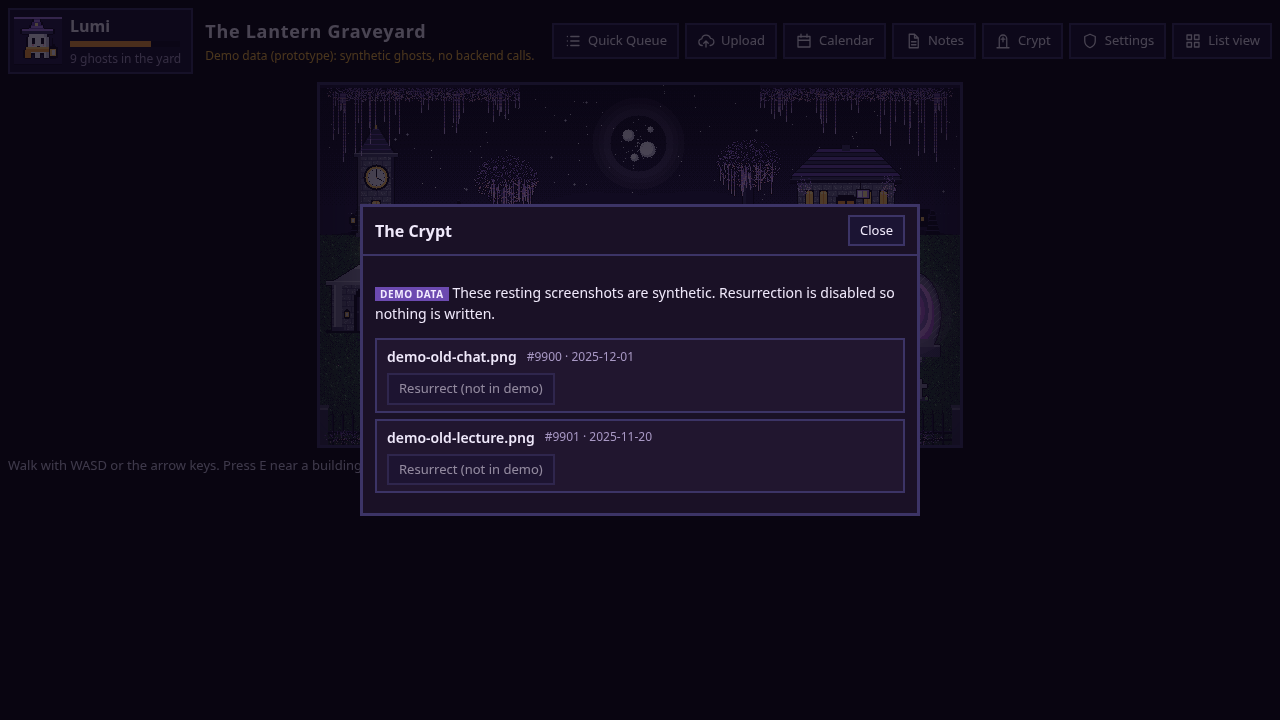 Lumi
9 ghosts in the yard
The Lantern Graveyard
Demo data (prototype): synthetic ghosts, no backend calls.
Quick Queue
Upload
Calendar
Notes
Crypt
Settings
List view
The Crypt
Close
DEMO DATA These resting screenshots are synthetic. Resurrection is disabled so
nothing is written.
demo-old-chat.png #9900 · 2025-12-01
Resurrect (not in demo)
demo-old-lecture.png #9901 · 2025-11-20
Resurrect (not in demo)
Walk with WASD or the arrow keys. Press E near a building